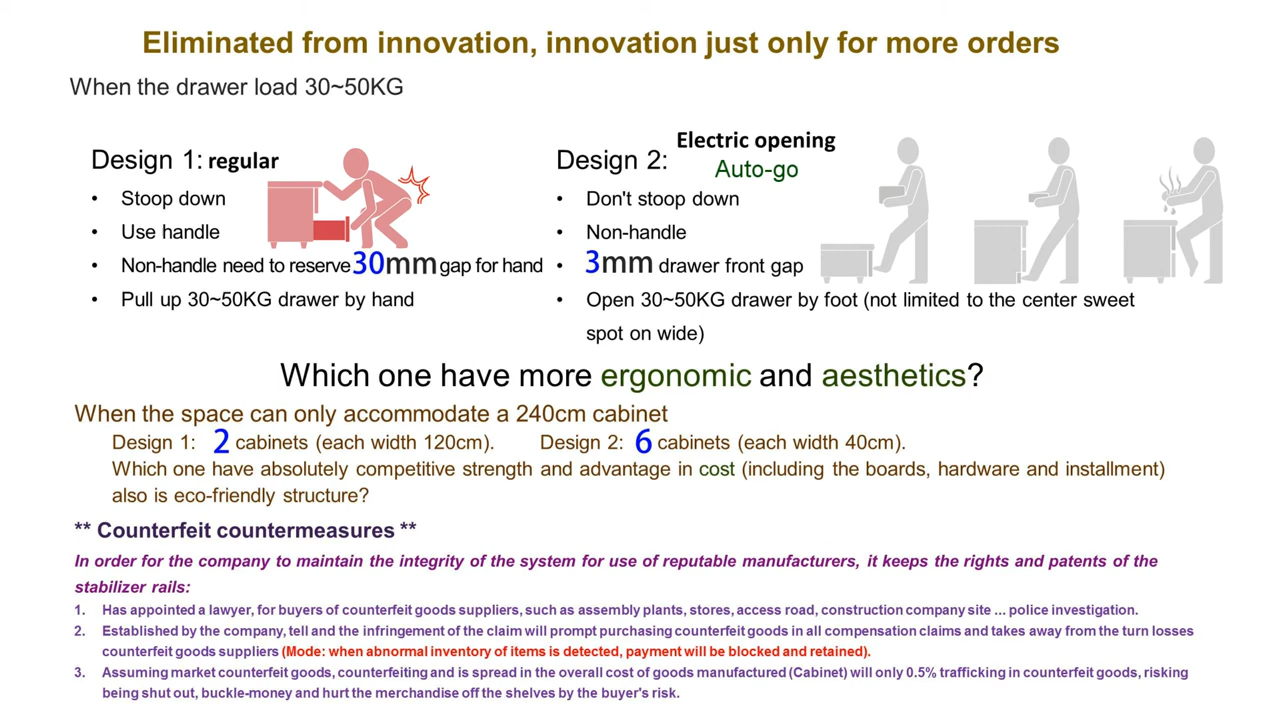 Eliminated from innovation, innovation just only for more orders
When the drawer load 30~50KG
Design 1: regular
• Stoop down
• Use handle
• Non-handle need to reserve 30mm gap for hand
• Pull up 30~50KG drawer by hand
Design 2: Electric opening
Auto-go
• Don't stoop down
• Non-handle
• 3mm drawer front gap
• Open 30~50KG drawer by foot (not limited to the center sweet
spot on wide)
Which one have more ergonomic and aesthetics?
When the space can only accommodate a 240cm cabinet
Design 1: 2 cabinets (each width 120cm). Design 2: 6 cabinets (each width 40cm).
Which one have absolutely competitive strength and advantage in cost (including the boards, hardware and installment)
also is eco-friendly structure?
** Counterfeit countermeasures **
In order for the company to maintain the integrity of the system for use of reputable manufacturers, it keeps the rights and patents of the
stabilizer rails:
1. Has appointed a lawyer, for buyers of counterfeit goods suppliers, such as assembly plants, stores, access road, construction company site ... police investigation.
2. Established by the company, tell and the infringement of the claim will prompt purchasing counterfeit goods in all compensation claims and takes away from the turn losses
counterfeit goods suppliers (Mode: when abnormal inventory of items is detected, payment will be blocked and retained).
3. Assuming market counterfeit goods, counterfeiting and is spread in the overall cost of goods manufactured (Cabinet) will only 0.5% trafficking in counterfeit goods, risking
being shut out, buckle-money and hurt the merchandise off the shelves by the buyer's risk.